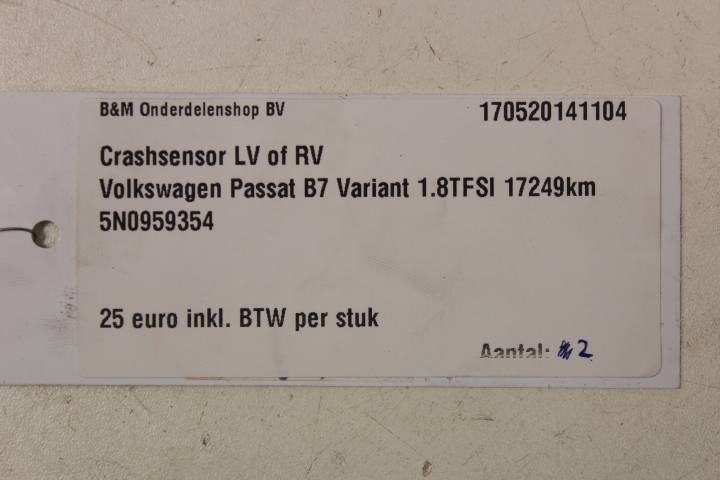 B&M Onderdelenshop BV 170520141104
Crashsensor LV of RV
Volkswagen Passat B7 Variant 1.8TFSI 17249km
5N0959354
25 euro inkl. BTW per stuk
Aantal: 2